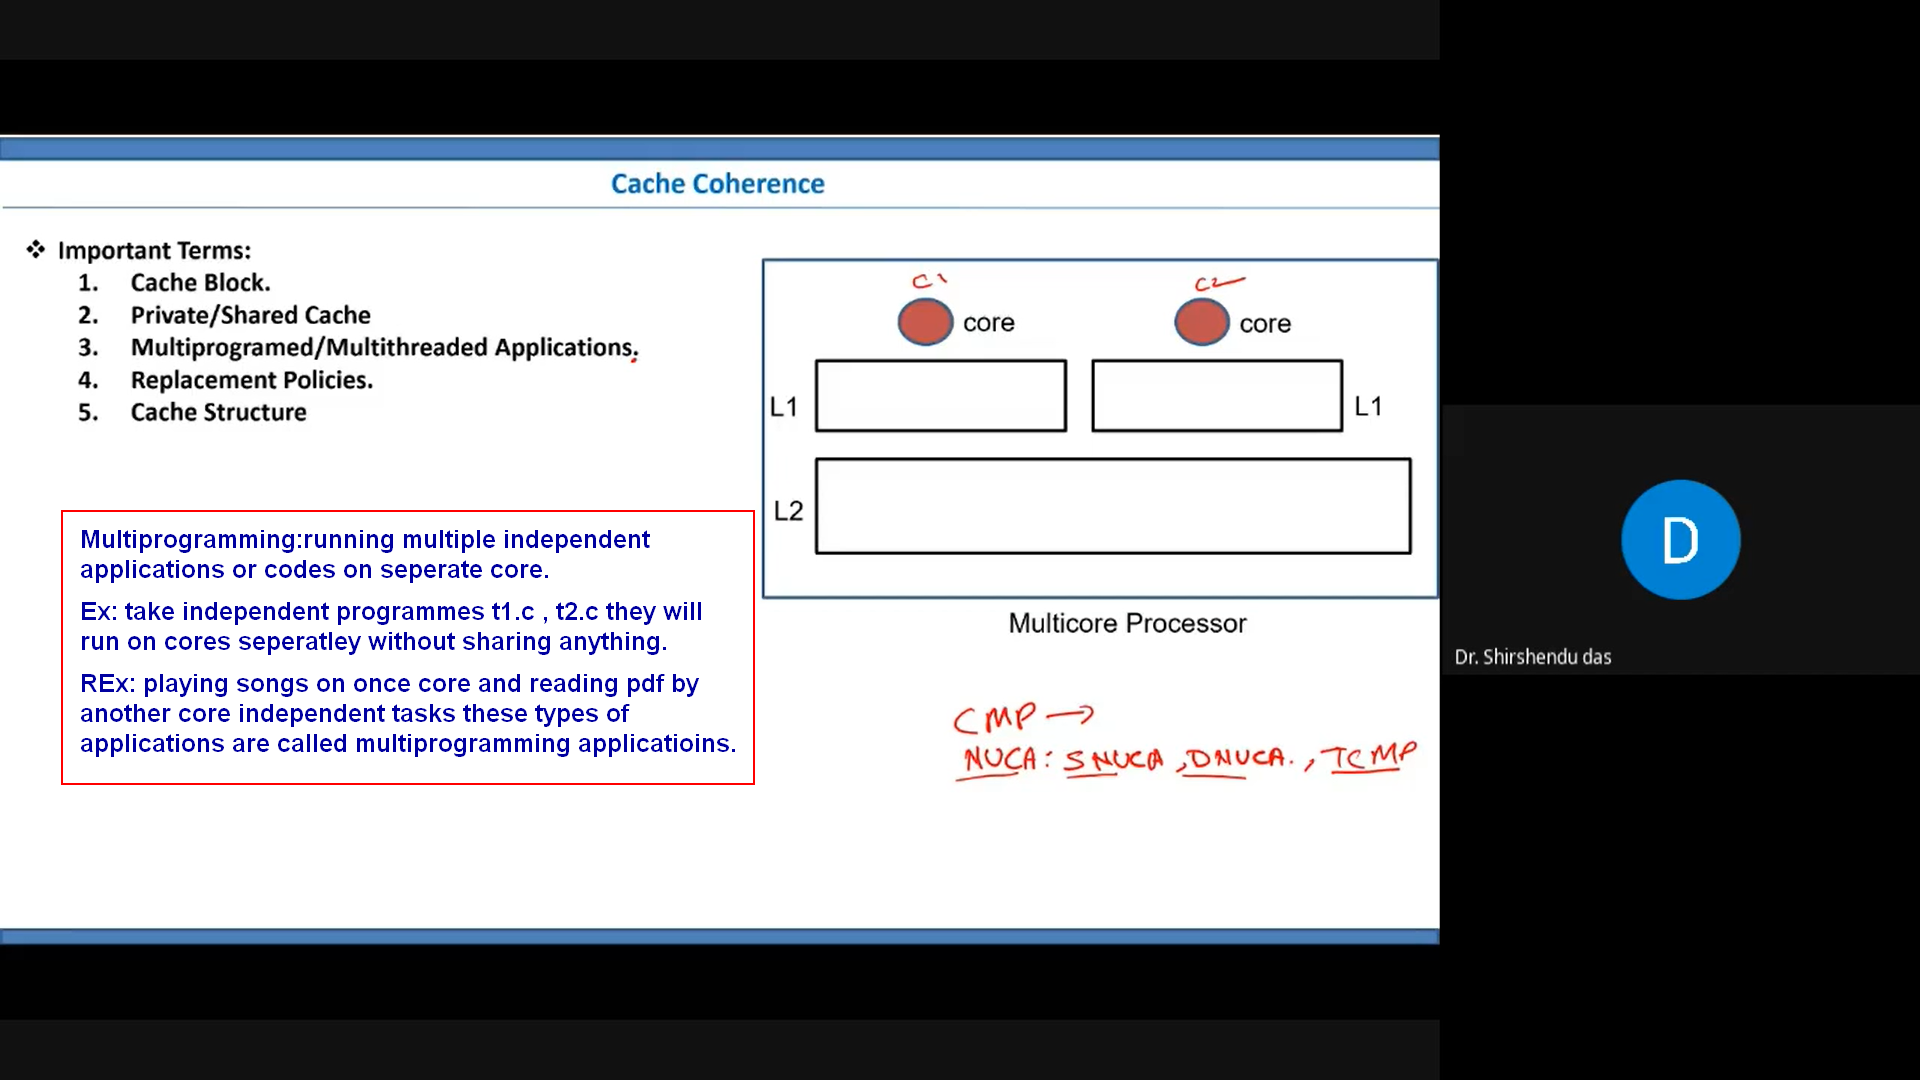 Cache Coherence
❖ Important Terms:
1. Cache Block.
2. Private/Shared Cache
3. Multiprogramed/Multithreaded Applications.
4. Replacement Policies.
5. Cache Structure
C1
C2
core
core
L1
L1
L2
Multicore Processor
Multiprogramming:running multiple independent
applications or codes on seperate core.
Ex: take independent programmes t1.c , t2.c they will
run on cores seperatley without sharing anything.
REx: playing songs on once core and reading pdf by
another core independent tasks these types of
applications are called multiprogramming applicatioins.
CMP →
NUCA: SNUCA, DNUCA., TCMP
D
Dr. Shirshendu das